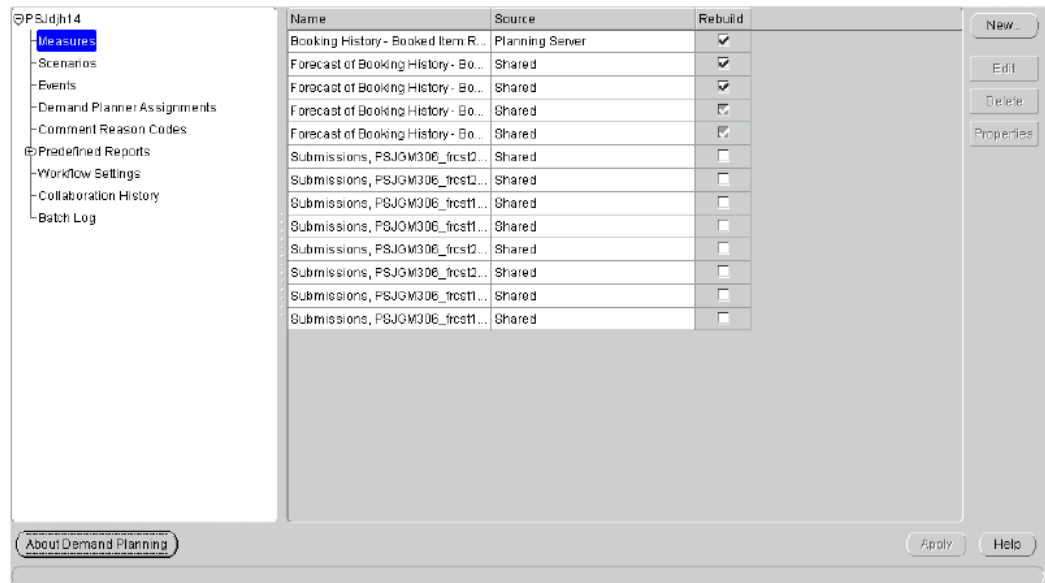 PSJdjh14
Measures
Scenarios
Events
Demand Planner Assignments
Comment Reason Codes
Predefined Reports
Workflow Settings
Collaboration History
Batch Log
Name Source Rebuild
Booking History - Booked Item:R... Planning Server
Forecast of Booking History - Bo... Shared
Forecast of Booking History - Bo... Shared
Forecast of Booking History - Bo... Shared
Forecast of Booking History - Bo... Shared
Submissions, PSJGM306_frcst2... Shared
Submissions, PSJGM306_frcst2... Shared
Submissions, PSJGM306_frcst1... Shared
Submissions, PSJGM306_frcst1... Shared
Submissions, PSJGM306_frcst2... Shared
Submissions, PSJGM306_frcst2... Shared
Submissions, PSJGM306_frcst1... Shared
Submissions, PSJGM306_frcst1... Shared
New...
Edit
Delete
Properties
About Demand Planning
Apply
Help